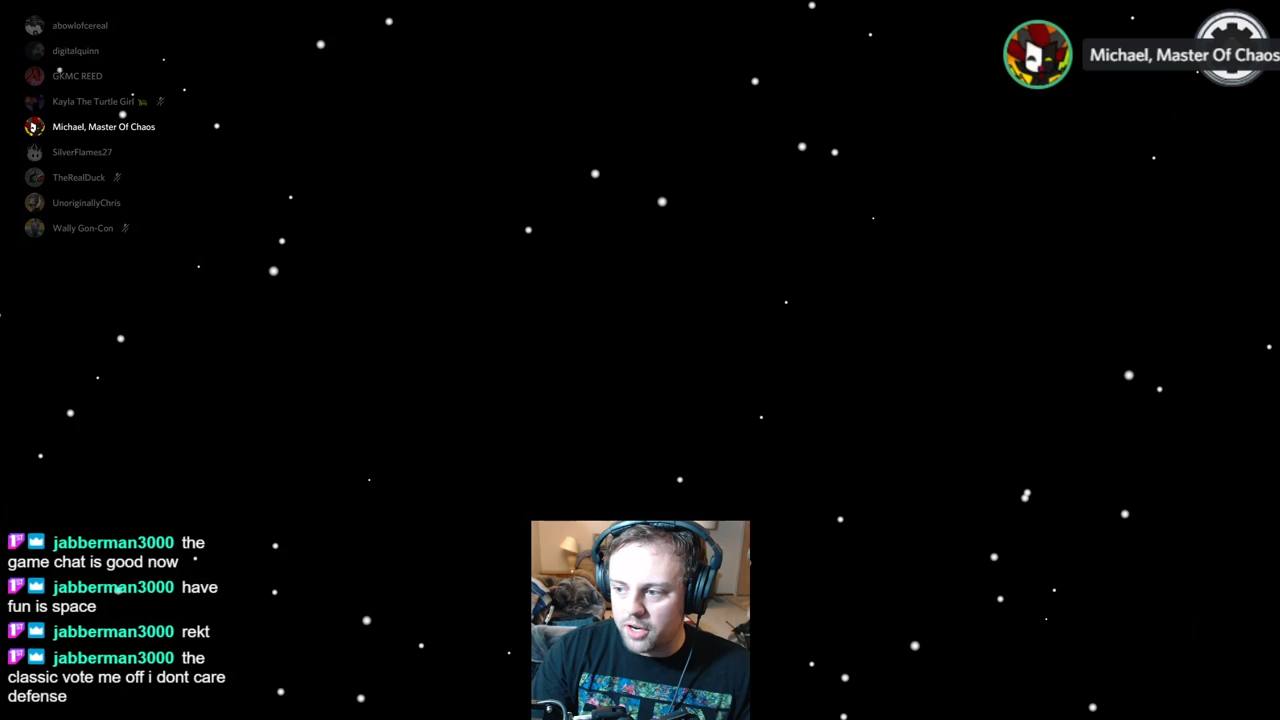 abowlofcereal
digitalquinn
GKMC REED
Kayla The Turtle Girl
Michael, Master Of Chaos
SilverFlames27
TheRealDuck
UnoriginallyChris
Wally Gon-Con
Michael, Master Of Chaos
jabberman3000 the
game chat is good now
jabberman3000 have
fun is space
jabberman3000 rekt
jabberman3000 the
classic vote me off i dont care
defense